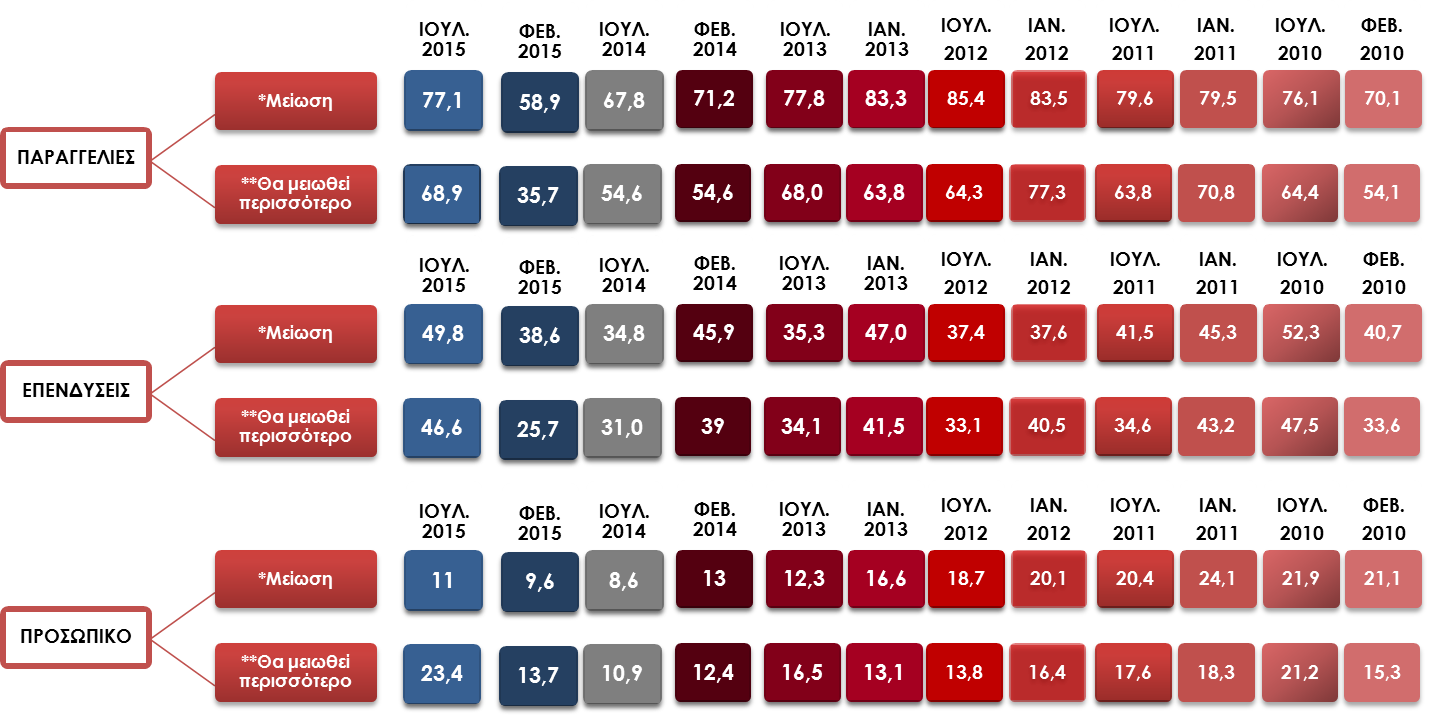 ΙΟΥΛ. 2015 ΦΕΒ. 2015 ΙΟΥΛ. 2014 ΦΕΒ. 2014 ΙΟΥΛ. 2013 ΙΑΝ. 2013 ΙΟΥΛ. 2012 ΙΑΝ. 2012 ΙΟΥΛ. 2011 ΙΑΝ. 2011 ΙΟΥΛ. 2010 ΦΕΒ. 2010
*Μείωση 77,1 58,9 67,8 71,2 77,8 83,3 85,4 83,5 79,6 79,5 76,1 70,1
ΠΑΡΑΓΓΕΛΙΕΣ
**Θα μειωθεί περισσότερο 68,9 35,7 54,6 54,6 68,0 63,8 64,3 77,3 63,8 70,8 64,4 54,1
ΙΟΥΛ. 2015 ΦΕΒ. 2015 ΙΟΥΛ. 2014 ΦΕΒ. 2014 ΙΟΥΛ. 2013 ΙΑΝ. 2013 ΙΟΥΛ. 2012 ΙΑΝ. 2012 ΙΟΥΛ. 2011 ΙΑΝ. 2011 ΙΟΥΛ. 2010 ΦΕΒ. 2010
*Μείωση 49,8 38,6 34,8 45,9 35,3 47,0 37,4 37,6 41,5 45,3 52,3 40,7
ΕΠΕΝΔΥΣΕΙΣ
**Θα μειωθεί περισσότερο 46,6 25,7 31,0 39 34,1 41,5 33,1 40,5 34,6 43,2 47,5 33,6
ΙΟΥΛ. 2015 ΦΕΒ. 2015 ΙΟΥΛ. 2014 ΦΕΒ. 2014 ΙΟΥΛ. 2013 ΙΑΝ. 2013 ΙΟΥΛ. 2012 ΙΑΝ. 2012 ΙΟΥΛ. 2011 ΙΑΝ. 2011 ΙΟΥΛ. 2010 ΦΕΒ. 2010
*Μείωση 11 9,6 8,6 13 12,3 16,6 18,7 20,1 20,4 24,1 21,9 21,1
ΠΡΟΣΩΠΙΚΟ
**Θα μειωθεί περισσότερο 23,4 13,7 10,9 12,4 16,5 13,1 13,8 16,4 17,6 18,3 21,2 15,3